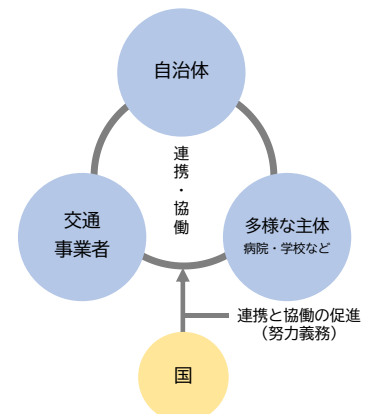 自治体
連携・協働
交通
事業者
多様な主体
病院・学校など
連携と協働の促進
（努力義務）
国